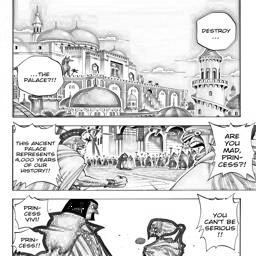 DESTROY
...
...THE
PALACE?!!
ARE
YOU
MAD,
PRIN-
CESS?!
THIS ANCIENT
PALACE
REPRESENTS
4,000 YEARS
OF OUR
HISTORY!!
YOU
CAN'T BE
SERIOUS
!!
PRIN-
CESS
VIVI!
PRIN-
CESS!!